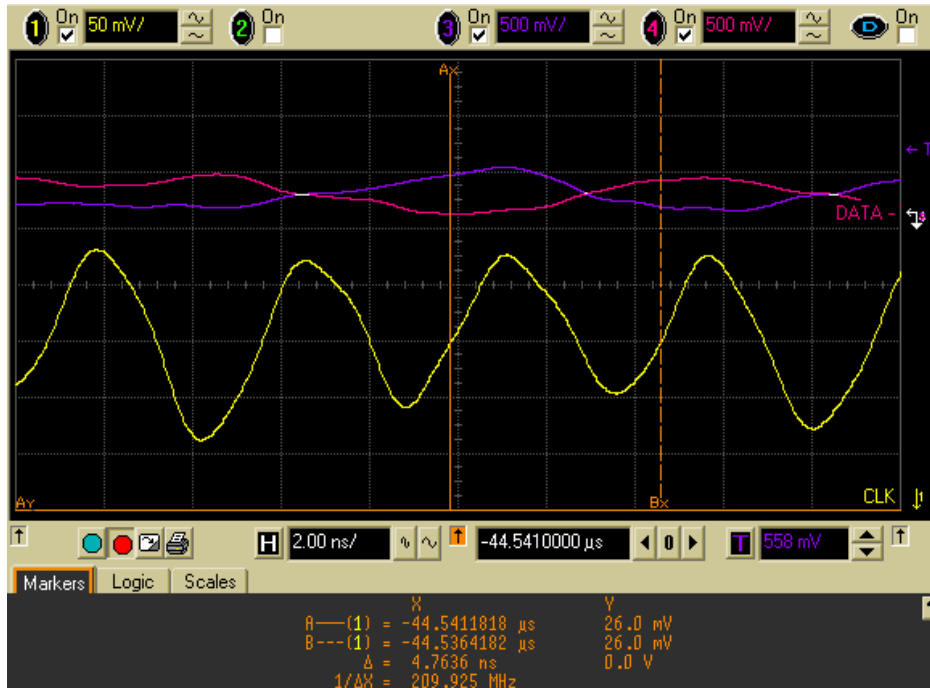 1 On 50 mV/ 2 On 3 On 500 mV/ 4 On 500 mV/ D On
Ax
← T
DATA -
CLK
Ay Bx
H 2.00 ns/ -44.5410000 µs 0 T 558 mV
Markers Logic Scales
X Y
A——(1) = -44.5411818 µs 26.0 mV
B---(1) = -44.5364182 µs 26.0 mV
Δ = 4.7636 ns 0.0 V
1/ΔX = 209.925 MHz